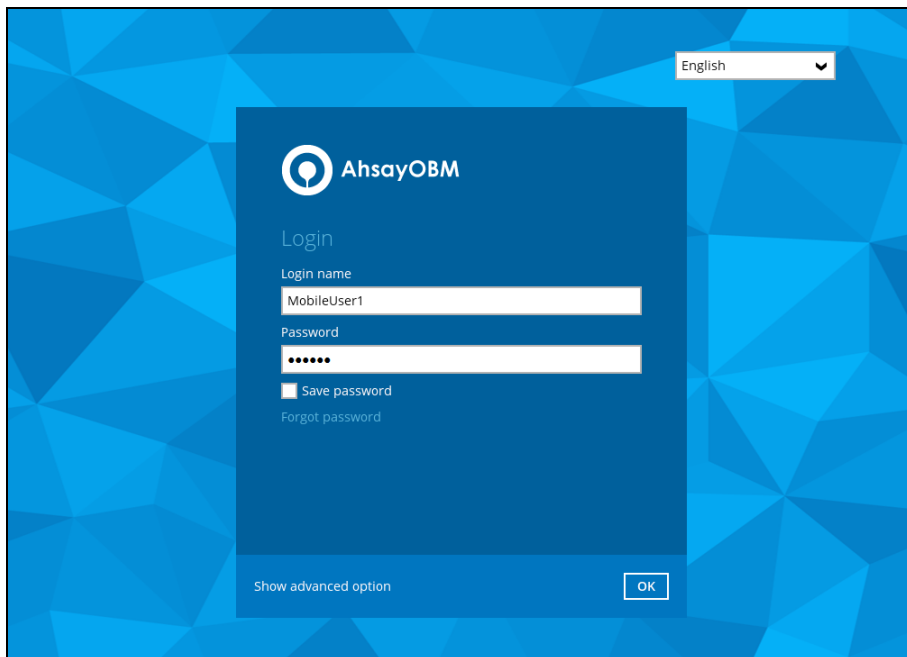 English
AhsayOBM
Login
Login name
MobileUser1
Password
••••••
Save password
Forgot password
Show advanced option
OK